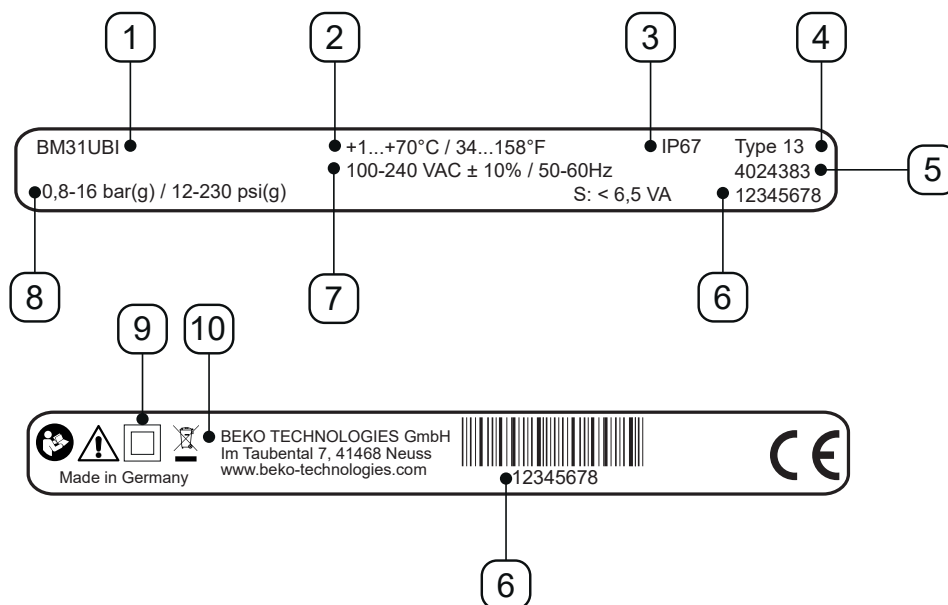 1 2 3 4
BM31UBI +1...+70°C / 34...158°F IP67 Type 13
100-240 VAC ± 10% / 50-60Hz 4024383 5
0,8-16 bar(g) / 12-230 psi(g) S: < 6,5 VA 12345678
8 7 6
9 10
BEKO TECHNOLOGIES GmbH
Im Taubental 7, 41468 Neuss
www.beko-technologies.com
Made in Germany
12345678
CE
6